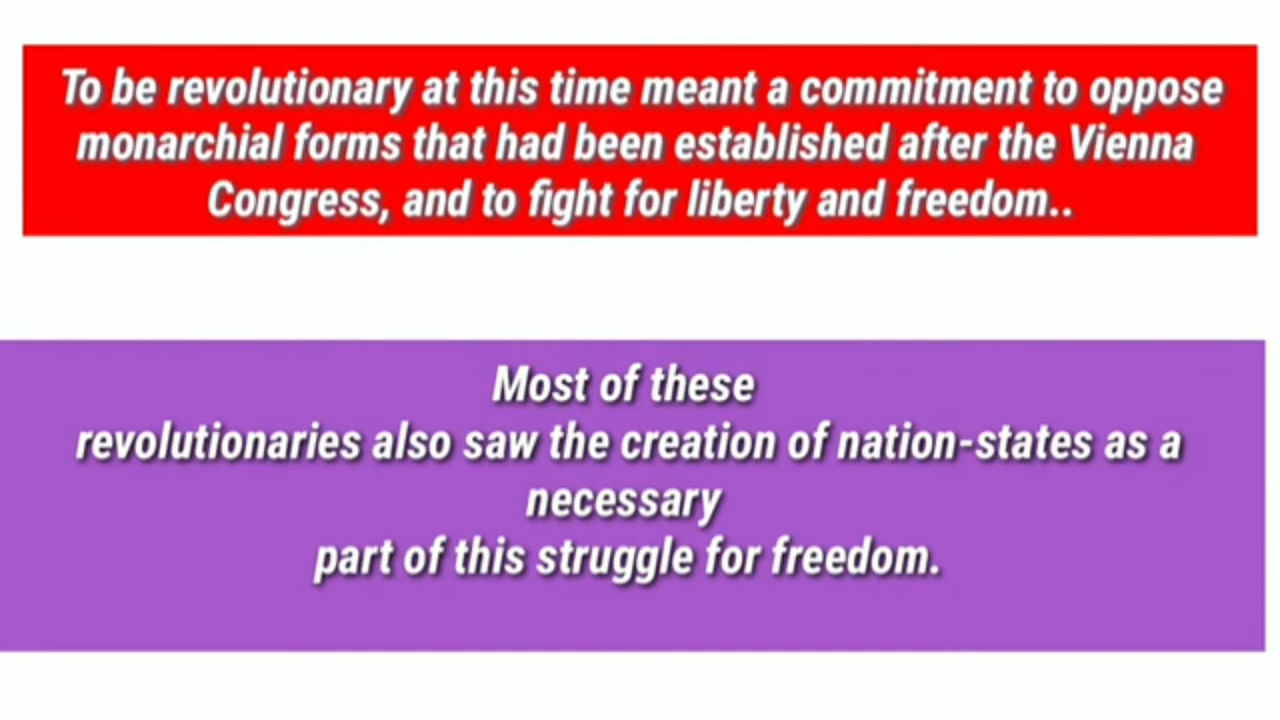 To be revolutionary at this time meant a commitment to oppose
monarchial forms that had been established after the Vienna
Congress, and to fight for liberty and freedom..
Most of these
revolutionaries also saw the creation of nation-states as a
necessary
part of this struggle for freedom.